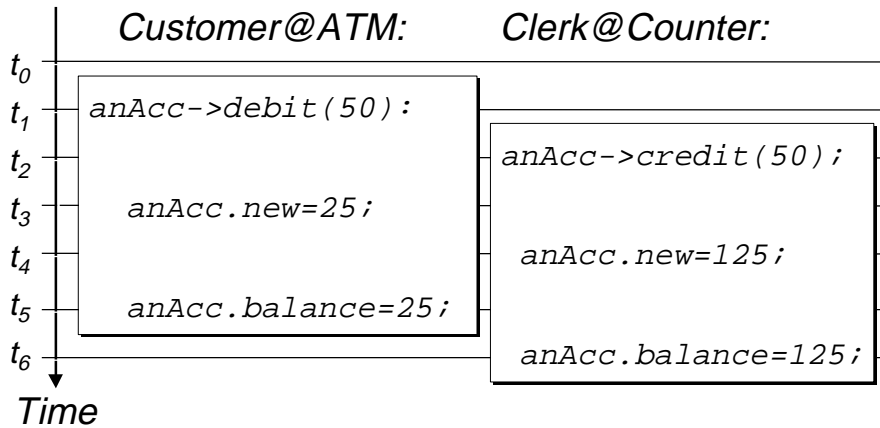 Customer@ATM: Clerk@Counter:
t0
t1 anAcc->debit(50):
t2 anAcc->credit(50);
t3 anAcc.new=25;
t4 anAcc.new=125;
t5 anAcc.balance=25;
t6 anAcc.balance=125;
Time